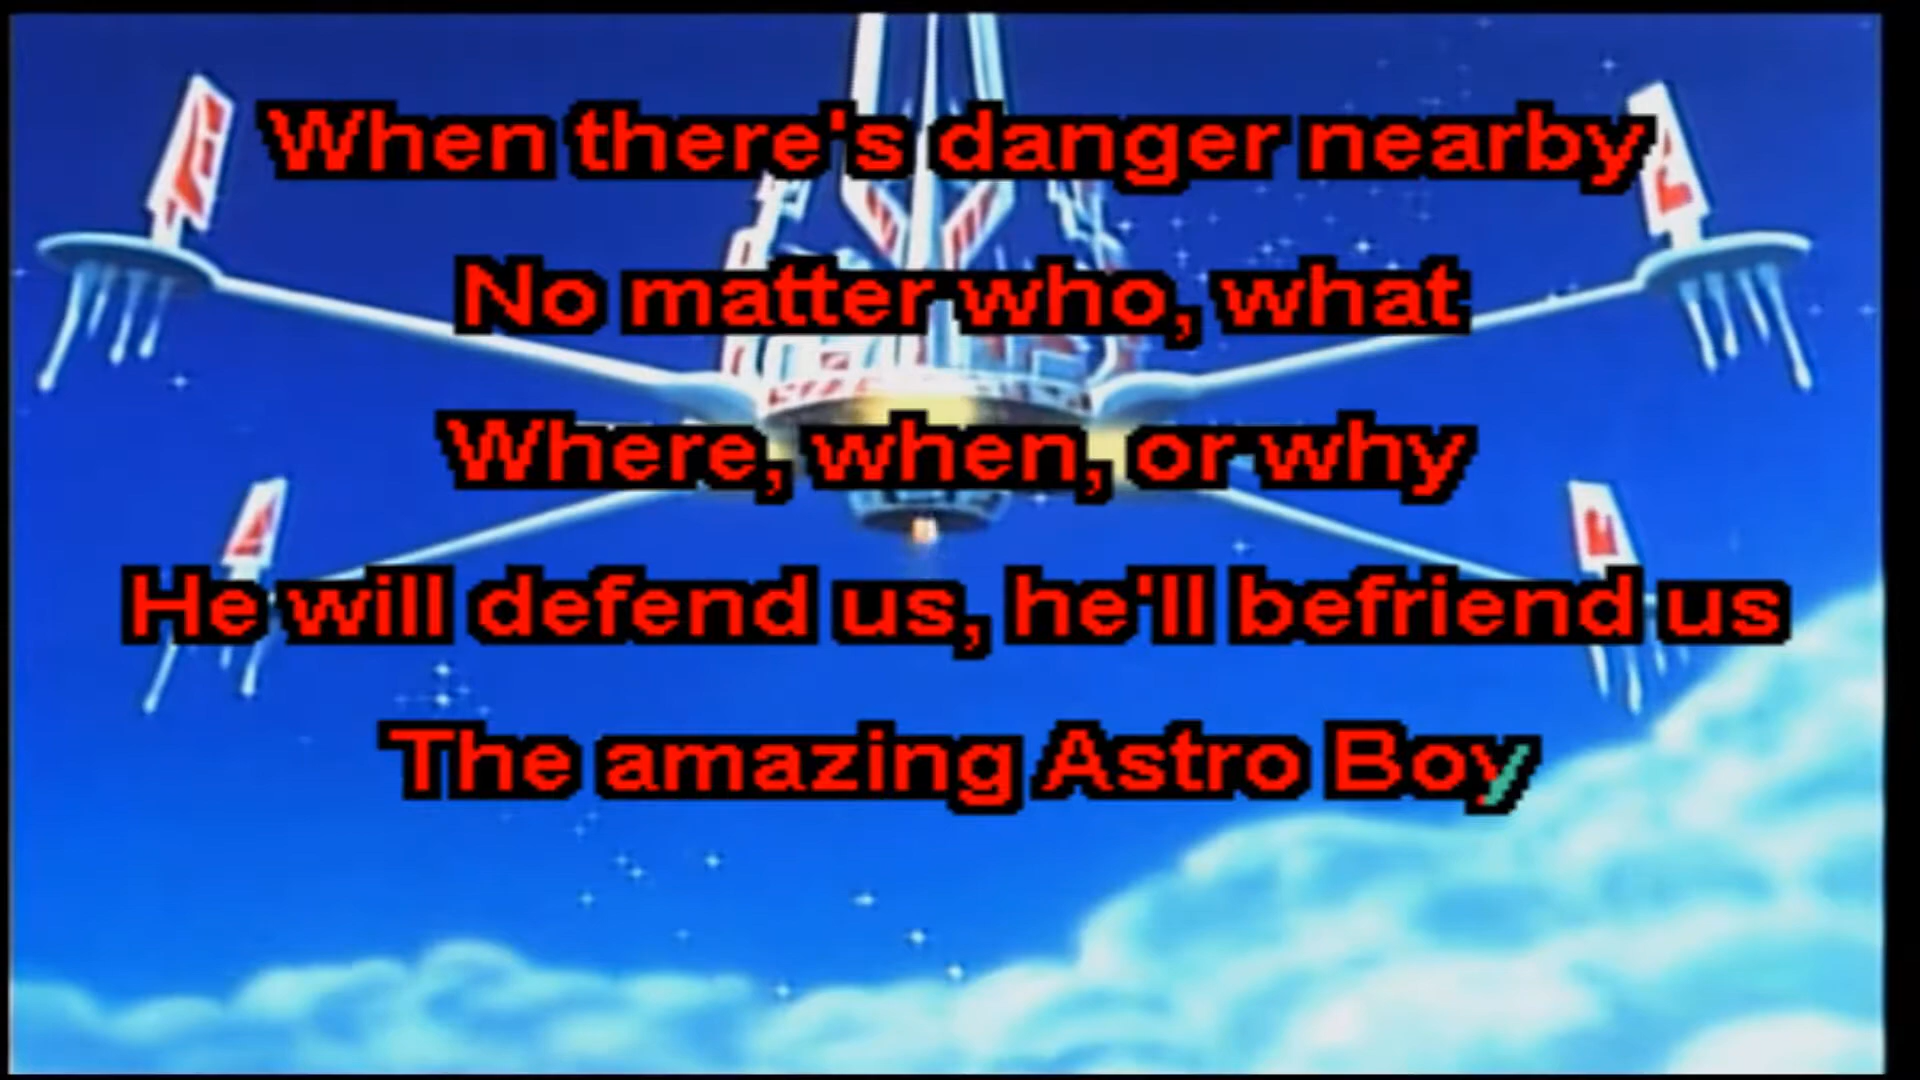 When there's danger nearby
No matter who, what
Where, when, or why
He will defend us, he'll befriend us
The amazing Astro Boy